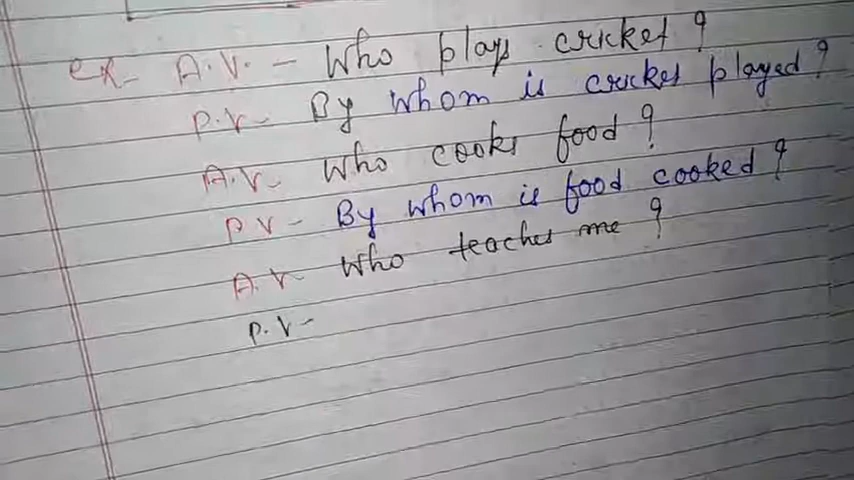 ex- A.V. - Who plays cricket ?
P.V- By whom is cricket played ?
A.V- Who cooks food ?
P V - By whom is food cooked ?
A. V- Who teaches me ?
P. V -